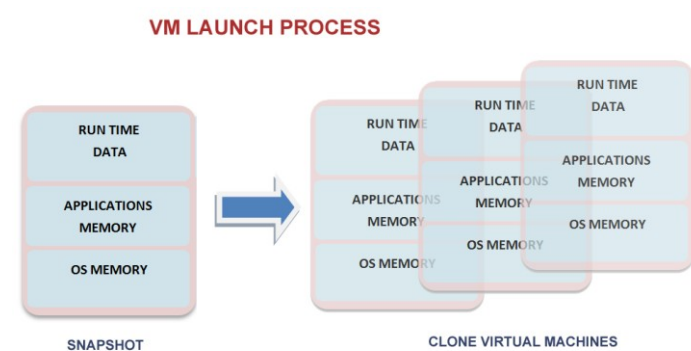 VM LAUNCH PROCESS
RUN TIME
DATA
APPLICATIONS
MEMORY
OS MEMORY
SNAPSHOT
RUN TIME
DATA
APPLICATIONS
MEMORY
OS MEMORY
RUN TIME
DATA
APPLICATIONS
MEMORY
OS MEMORY
RUN TIME
DATA
APPLICATIONS
MEMORY
OS MEMORY
CLONE VIRTUAL MACHINES